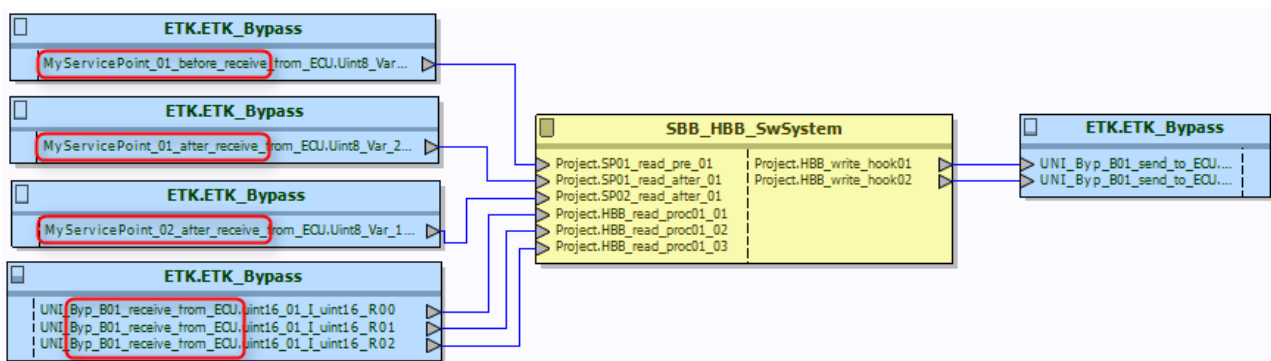 ETK.ETK_Bypass
MyServicePoint_01_before_receive_from_ECU.Uint8_Var...
ETK.ETK_Bypass
MyServicePoint_01_after_receive_from_ECU.Uint8_Var_2...
ETK.ETK_Bypass
MyServicePoint_02_after_receive_from_ECU.Uint8_Var_1...
ETK.ETK_Bypass
UNI_Byp_B01_receive_from_ECU.uint16_01_I_uint16_R00
UNI_Byp_B01_receive_from_ECU.uint16_01_I_uint16_R01
UNI_Byp_B01_receive_from_ECU.uint16_01_I_uint16_R02
SBB_HBB_SwSystem
Project.SP01_read_pre_01
Project.SP01_read_after_01
Project.SP02_read_after_01
Project.HBB_read_proc01_01
Project.HBB_read_proc01_02
Project.HBB_read_proc01_03
Project.HBB_write_hook01
Project.HBB_write_hook02
ETK.ETK_Bypass
UNI_Byp_B01_send_to_ECU....
UNI_Byp_B01_send_to_ECU....